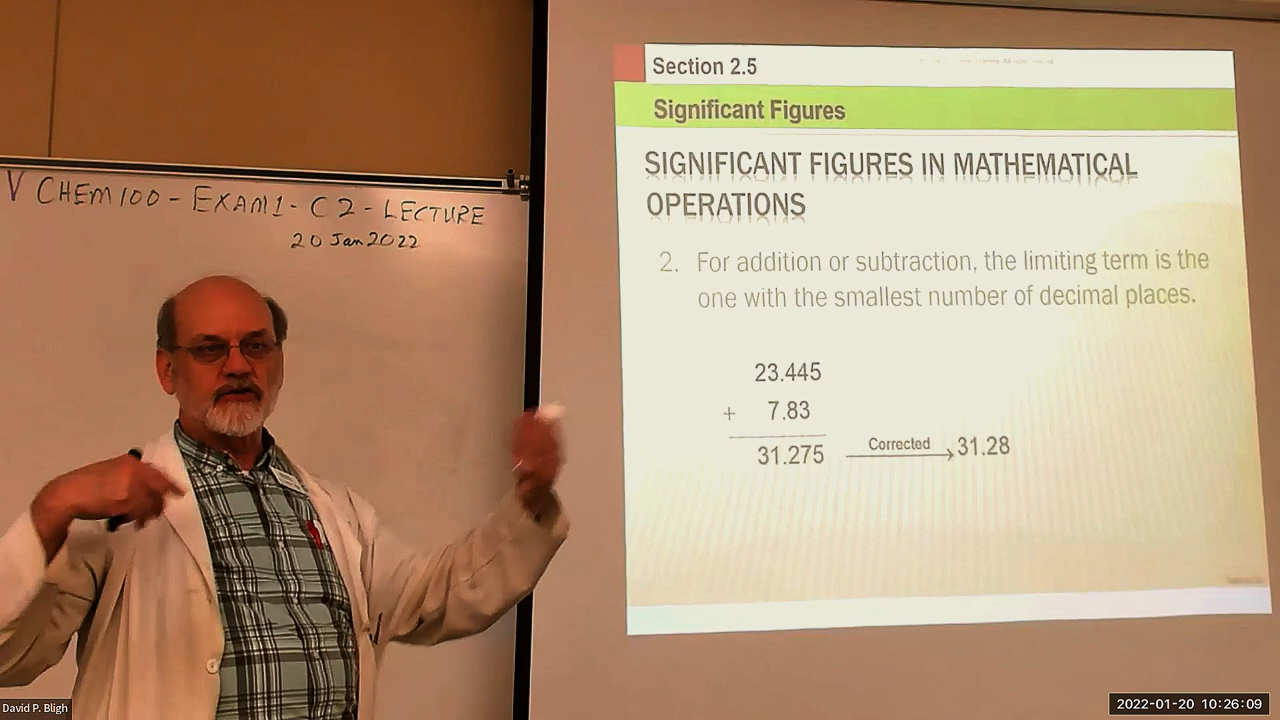 V CHEM 100 - EXAM 1 - C 2 - LECTURE
20 Jan 2022
Section 2.5
Significant Figures
SIGNIFICANT FIGURES IN MATHEMATICAL
OPERATIONS
2. For addition or subtraction, the limiting term is the
one with the smallest number of decimal places.
23.445
+ 7.83
31.275 Corrected 31.28
David P. Bligh
2022-01-20 10:26:09